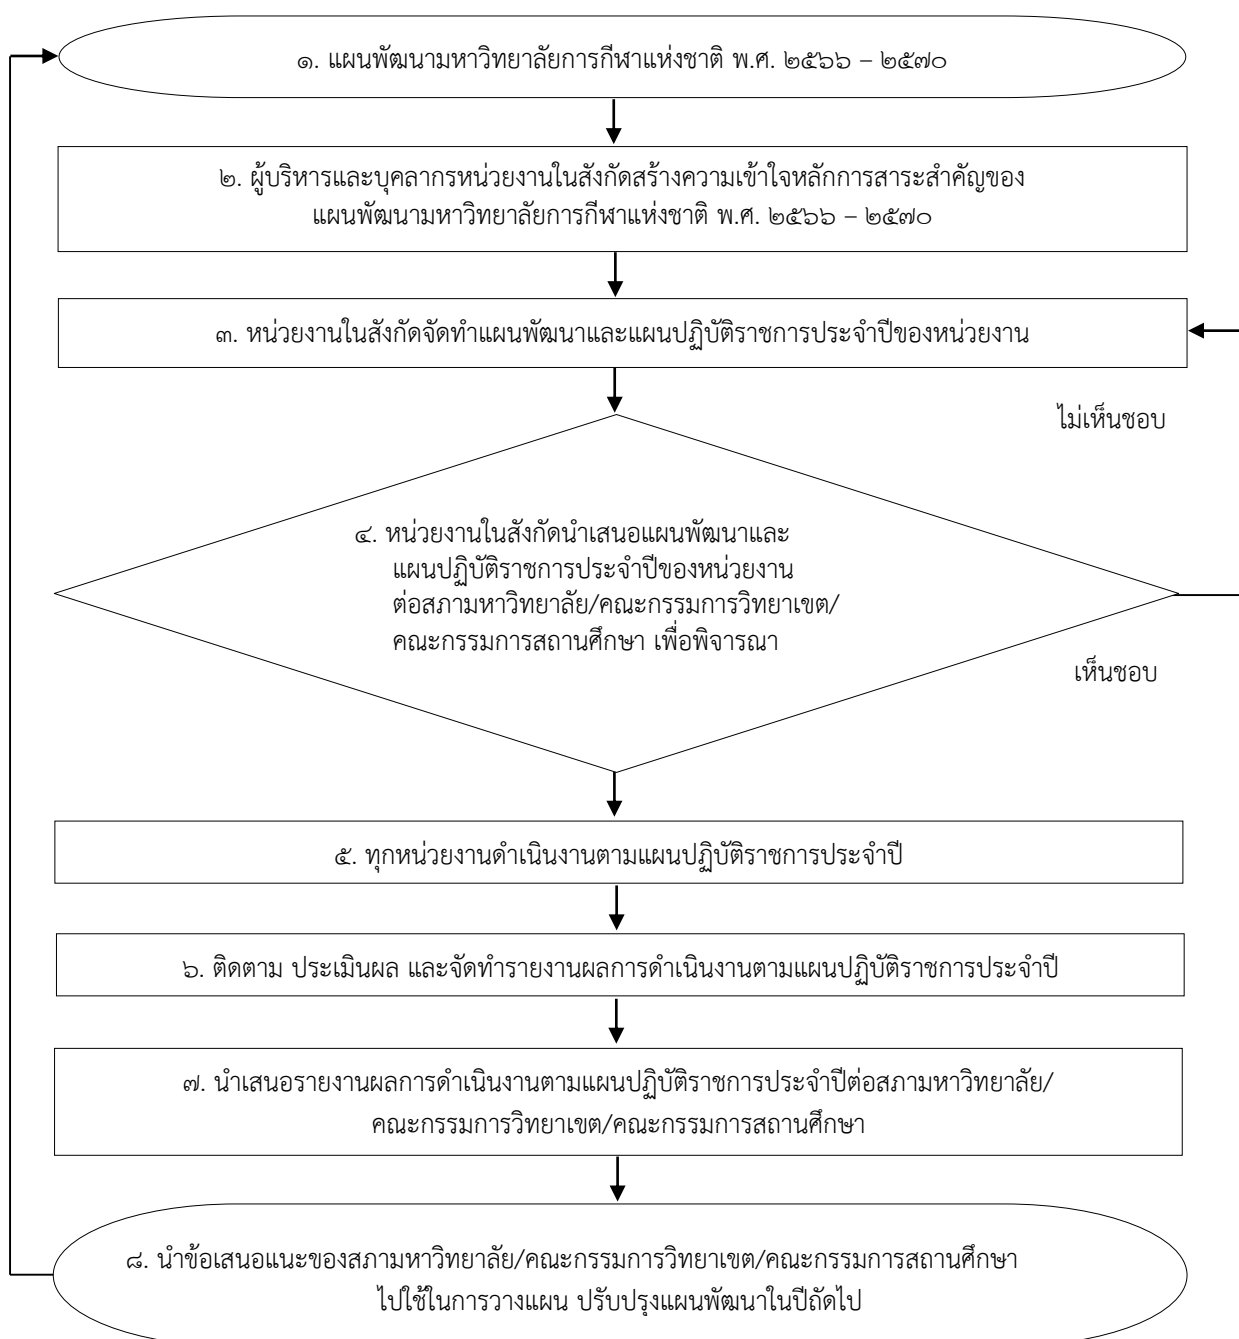 ๑. แผนพัฒนามหาวิทยาลัยการกีฬาแห่งชาติ พ.ศ. ๒๕๖๖ – ๒๕๗๐
๒. ผู้บริหารและบุคลากรหน่วยงานในสังกัดสร้างความเข้าใจหลักการสาระสำคัญของ
แผนพัฒนามหาวิทยาลัยการกีฬาแห่งชาติ พ.ศ. ๒๕๖๖ – ๒๕๗๐
๓. หน่วยงานในสังกัดจัดทำแผนพัฒนาและแผนปฏิบัติราชการประจำปีของหน่วยงาน
ไม่เห็นชอบ
๔. หน่วยงานในสังกัดนำเสนอแผนพัฒนาและ
แผนปฏิบัติราชการประจำปีของหน่วยงาน
ต่อสภามหาวิทยาลัย/คณะกรรมการวิทยาเขต/
คณะกรรมการสถานศึกษา เพื่อพิจารณา
เห็นชอบ
๕. ทุกหน่วยงานดำเนินงานตามแผนปฏิบัติราชการประจำปี
๖. ติดตาม ประเมินผล และจัดทำรายงานผลการดำเนินงานตามแผนปฏิบัติราชการประจำปี
๗. นำเสนอรายงานผลการดำเนินงานตามแผนปฏิบัติราชการประจำปีต่อสภามหาวิทยาลัย/
คณะกรรมการวิทยาเขต/คณะกรรมการสถานศึกษา
๘. นำข้อเสนอแนะของสภามหาวิทยาลัย/คณะกรรมการวิทยาเขต/คณะกรรมการสถานศึกษา
ไปใช้ในการวางแผน ปรับปรุงแผนพัฒนาในปีถัดไป